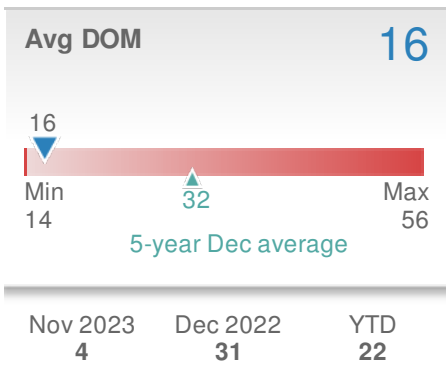 Avg DOM 16
16
Min Max
14 32 56
5-year Dec average
Nov 2023 Dec 2022 YTD
4 31 22